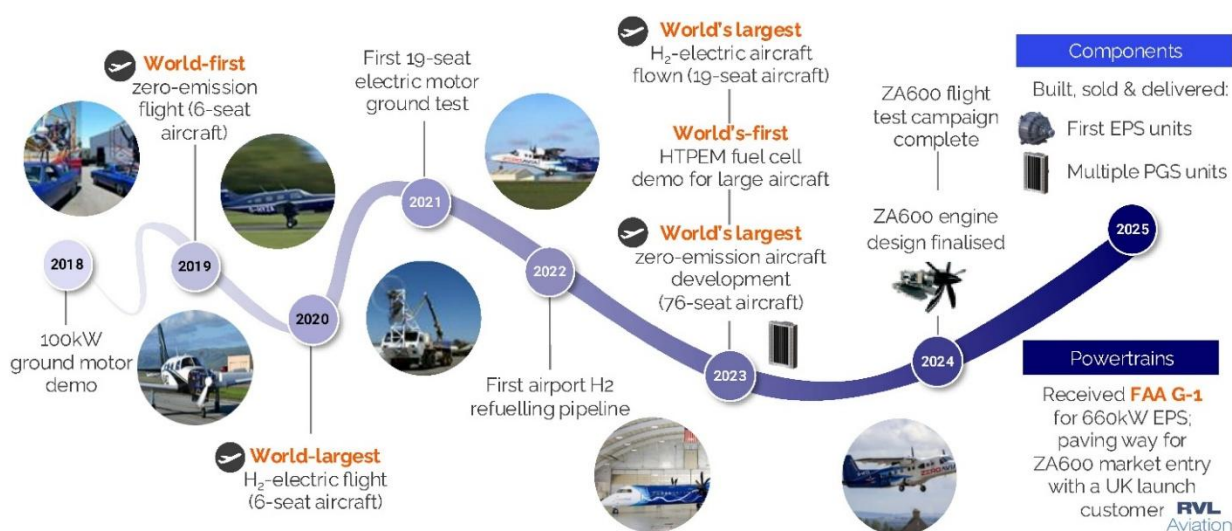 World-first
zero-emission
flight (6-seat
aircraft)
First 19-seat
electric motor
ground test
World's largest
H₂-electric aircraft
flown (19-seat aircraft)
World's-first
HTPEM fuel cell
demo for large aircraft
World's largest
zero-emission aircraft
development
(76-seat aircraft)
ZA600 flight
test campaign
complete
ZA600 engine
design finalised
Components
Built, sold & delivered:
First EPS units
Multiple PGS units
2018
2019
2020
2021
2022
2023
2024
2025
100kW
ground motor
demo
World-largest
H₂-electric flight
(6-seat aircraft)
First airport H2
refuelling pipeline
Powertrains
Received FAA G-1
for 660kW EPS;
paving way for
ZA600 market entry
with a UK launch
customer
RVL
Aviation